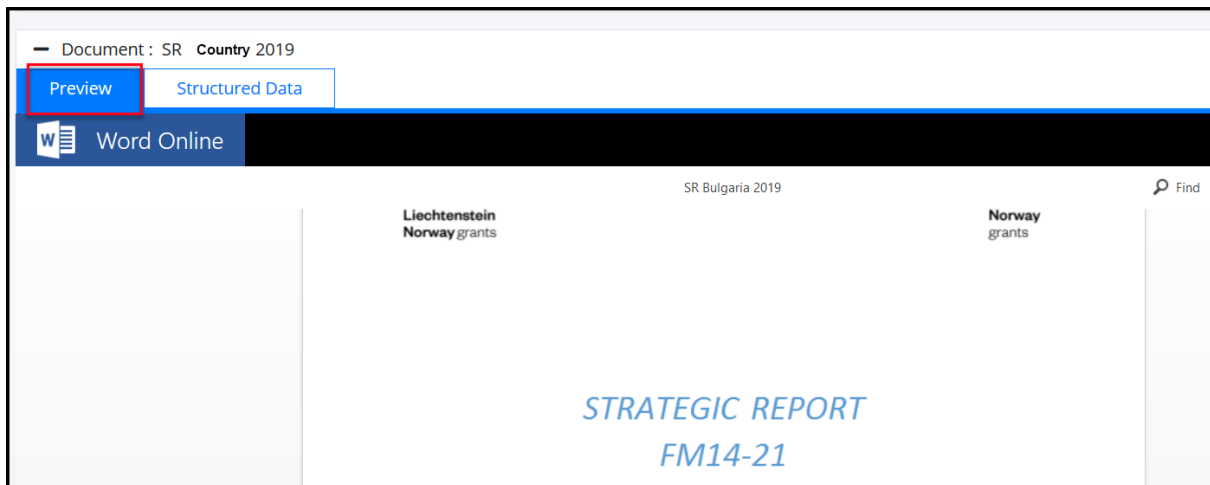 Document : SR Country 2019
Preview Structured Data
W Word Online
SR Bulgaria 2019 Find
Liechtenstein Norway
Norway grants grants
STRATEGIC REPORT
FM14-21